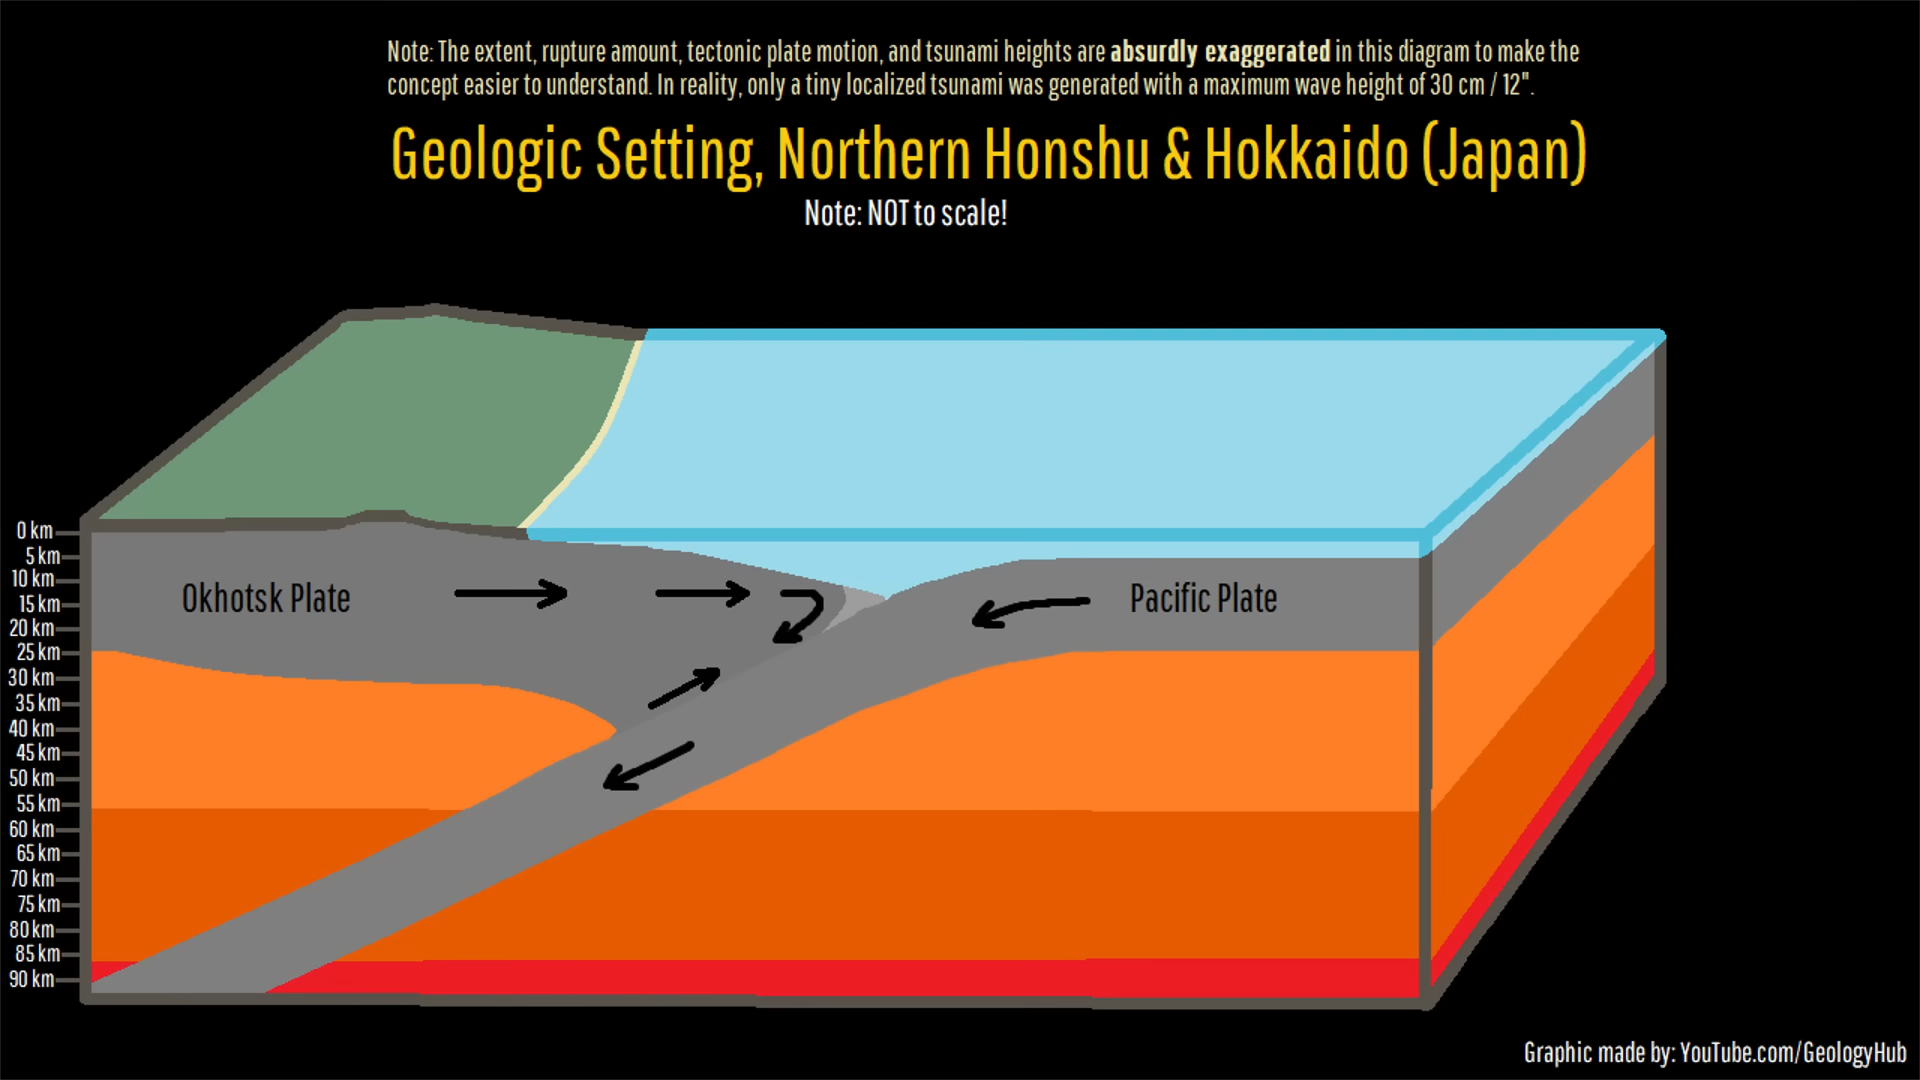 Note: The extent, rupture amount, tectonic plate motion, and tsunami heights are absurdly exaggerated in this diagram to make the
concept easier to understand. In reality, only a tiny localized tsunami was generated with a maximum wave height of 30 cm / 12".
Geologic Setting, Northern Honshu & Hokkaido (Japan)
Note: NOT to scale!
0 km
5 km
10 km
15 km
20 km
25 km
30 km
35 km
40 km
45 km
50 km
55 km
60 km
65 km
70 km
75 km
80 km
85 km
90 km
Okhotsk Plate
Pacific Plate
Graphic made by: YouTube.com/GeologyHub